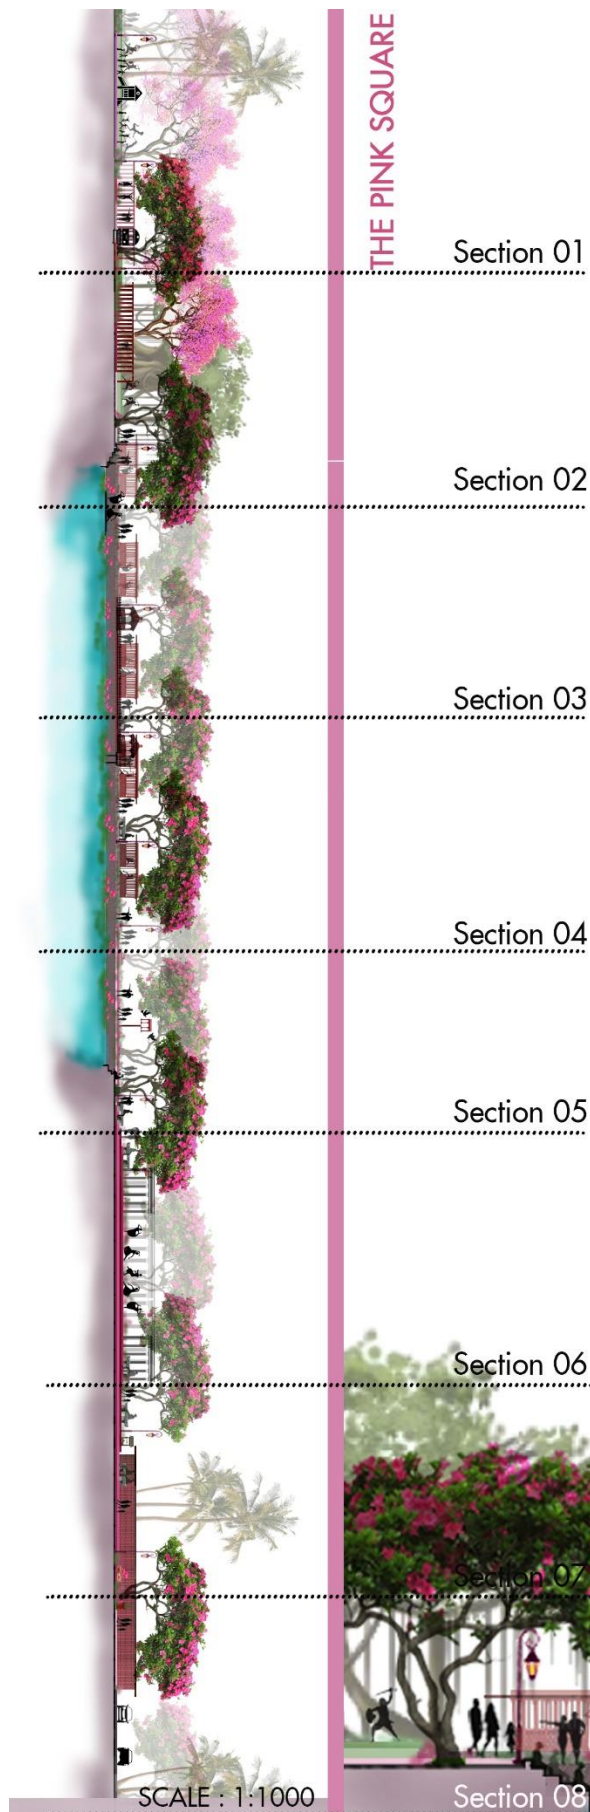 THE PINK SQUARE
Section 01
Section 02
Section 03
Section 04
Section 05
Section 06
Section 07
SCALE : 1:1000
Section 08